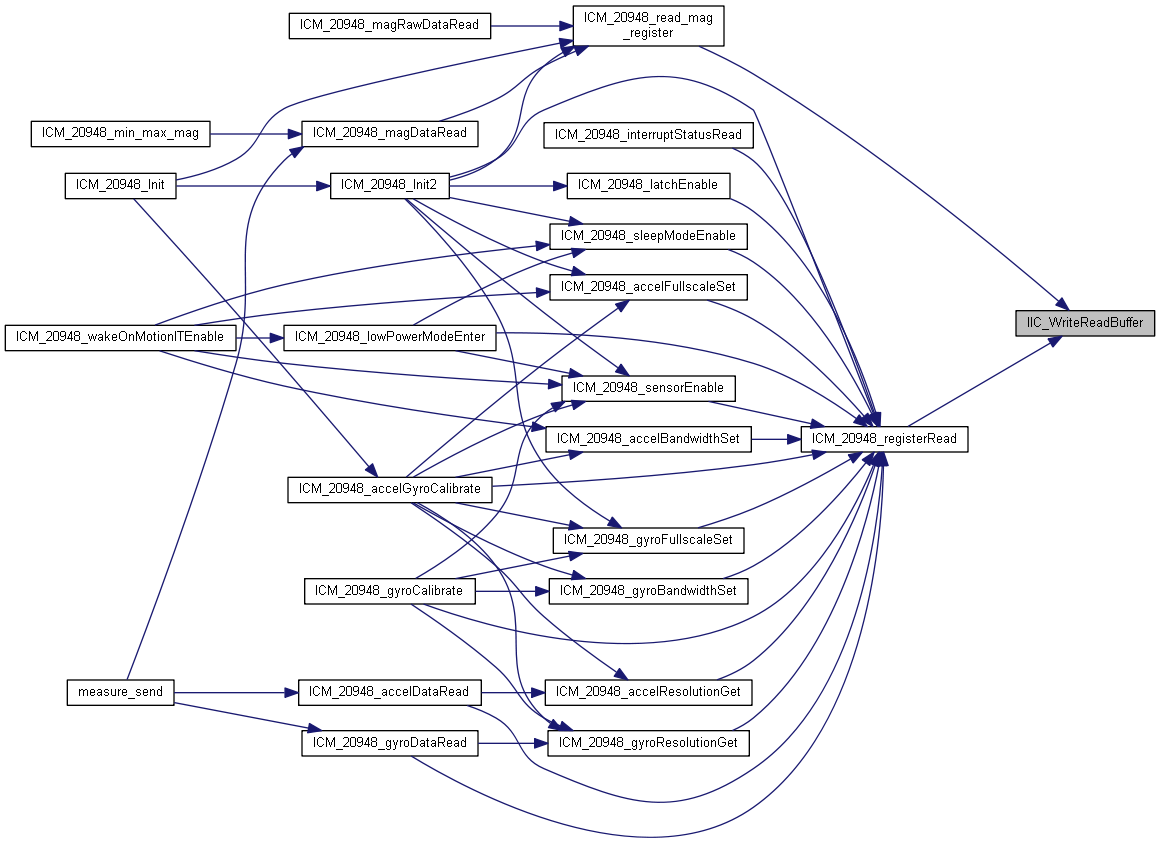 ICM_20948_magRawDataRead
ICM_20948_read_mag
_register
ICM_20948_min_max_mag
ICM_20948_magDataRead
ICM_20948_interruptStatusRead
ICM_20948_Init
ICM_20948_Init2
ICM_20948_latchEnable
ICM_20948_sleepModeEnable
ICM_20948_accelFullscaleSet
IIC_WriteReadBuffer
ICM_20948_wakeOnMotionITEnable
ICM_20948_lowPowerModeEnter
ICM_20948_sensorEnable
ICM_20948_accelBandwidthSet
ICM_20948_registerRead
ICM_20948_accelGyroCalibrate
ICM_20948_gyroFullscaleSet
ICM_20948_gyroCalibrate
ICM_20948_gyroBandwidthSet
measure_send
ICM_20948_accelDataRead
ICM_20948_accelResolutionGet
ICM_20948_gyroDataRead
ICM_20948_gyroResolutionGet